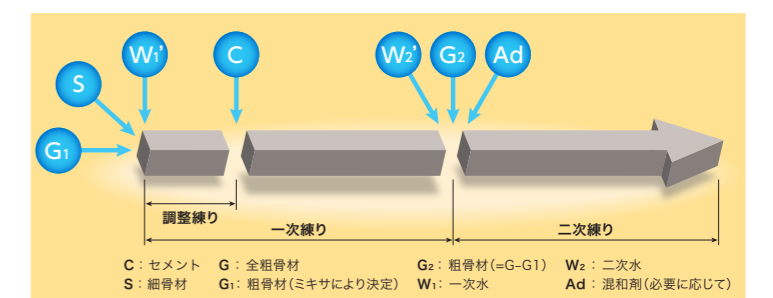 W₁' C W₂' G₂ Ad
S
G₁
調整練り
一次練り 二次練り
C：セメント G：全粗骨材 G₂：粗骨材(=G–G1) W₂：二次水
S：細骨材 G₁：粗骨材(ミキサにより決定) W₁：一次水 Ad：混和剤(必要に応じて)